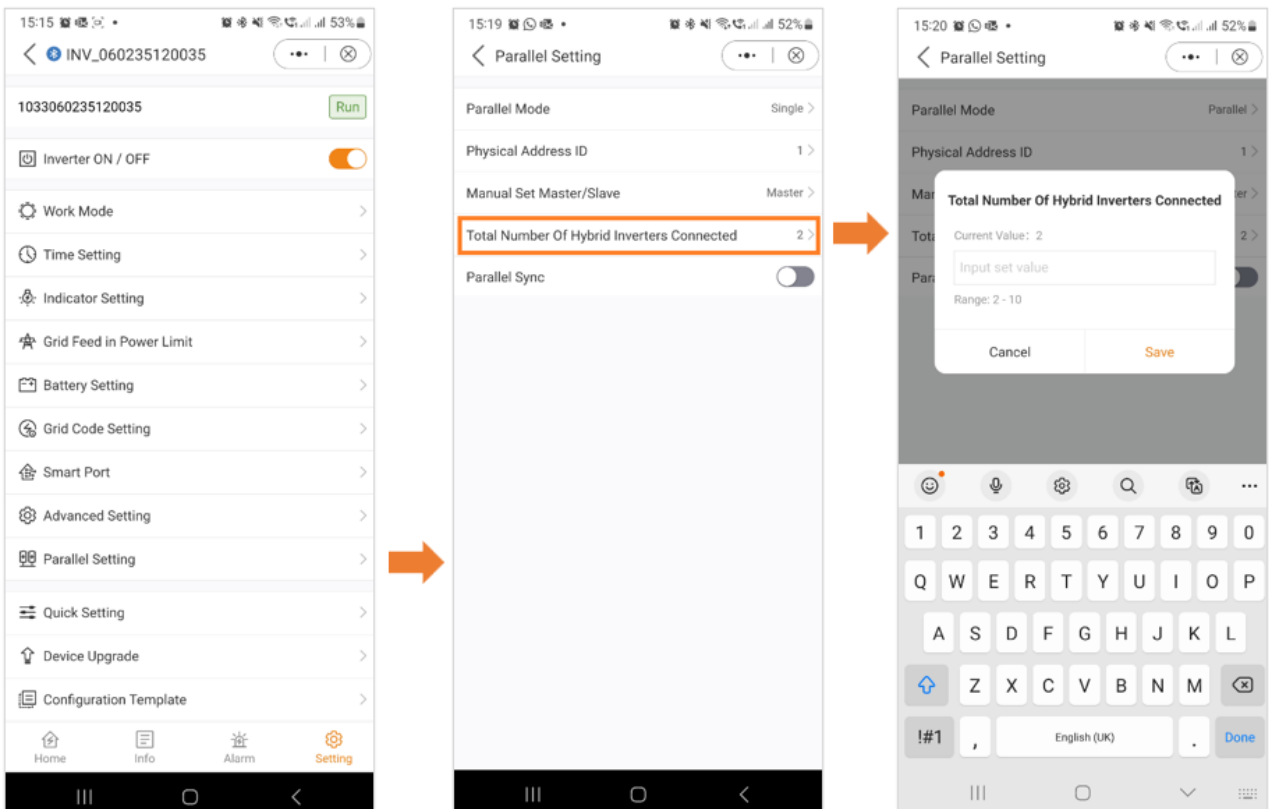 15:15 53%
INV_060235120035
1033060235120035 Run
Inverter ON / OFF
Work Mode
Time Setting
Indicator Setting
Grid Feed in Power Limit
Battery Setting
Grid Code Setting
Smart Port
Advanced Setting
Parallel Setting
Quick Setting
Device Upgrade
Configuration Template
Home Info Alarm Setting
15:19 52%
Parallel Setting
Parallel Mode Single
Physical Address ID 1
Manual Set Master/Slave Master
Total Number Of Hybrid Inverters Connected 2
Parallel Sync
15:20 52%
Parallel Setting
Parallel Mode Parallel
Physical Address ID 1
Mar ter
Tota 2
Para
Total Number Of Hybrid Inverters Connected
Current Value: 2
Input set value
Range: 2 - 10
Cancel Save
1 2 3 4 5 6 7 8 9 0
Q W E R T Y U I O P
A S D F G H J K L
Z X C V B N M
!#1 , English (UK) . Done